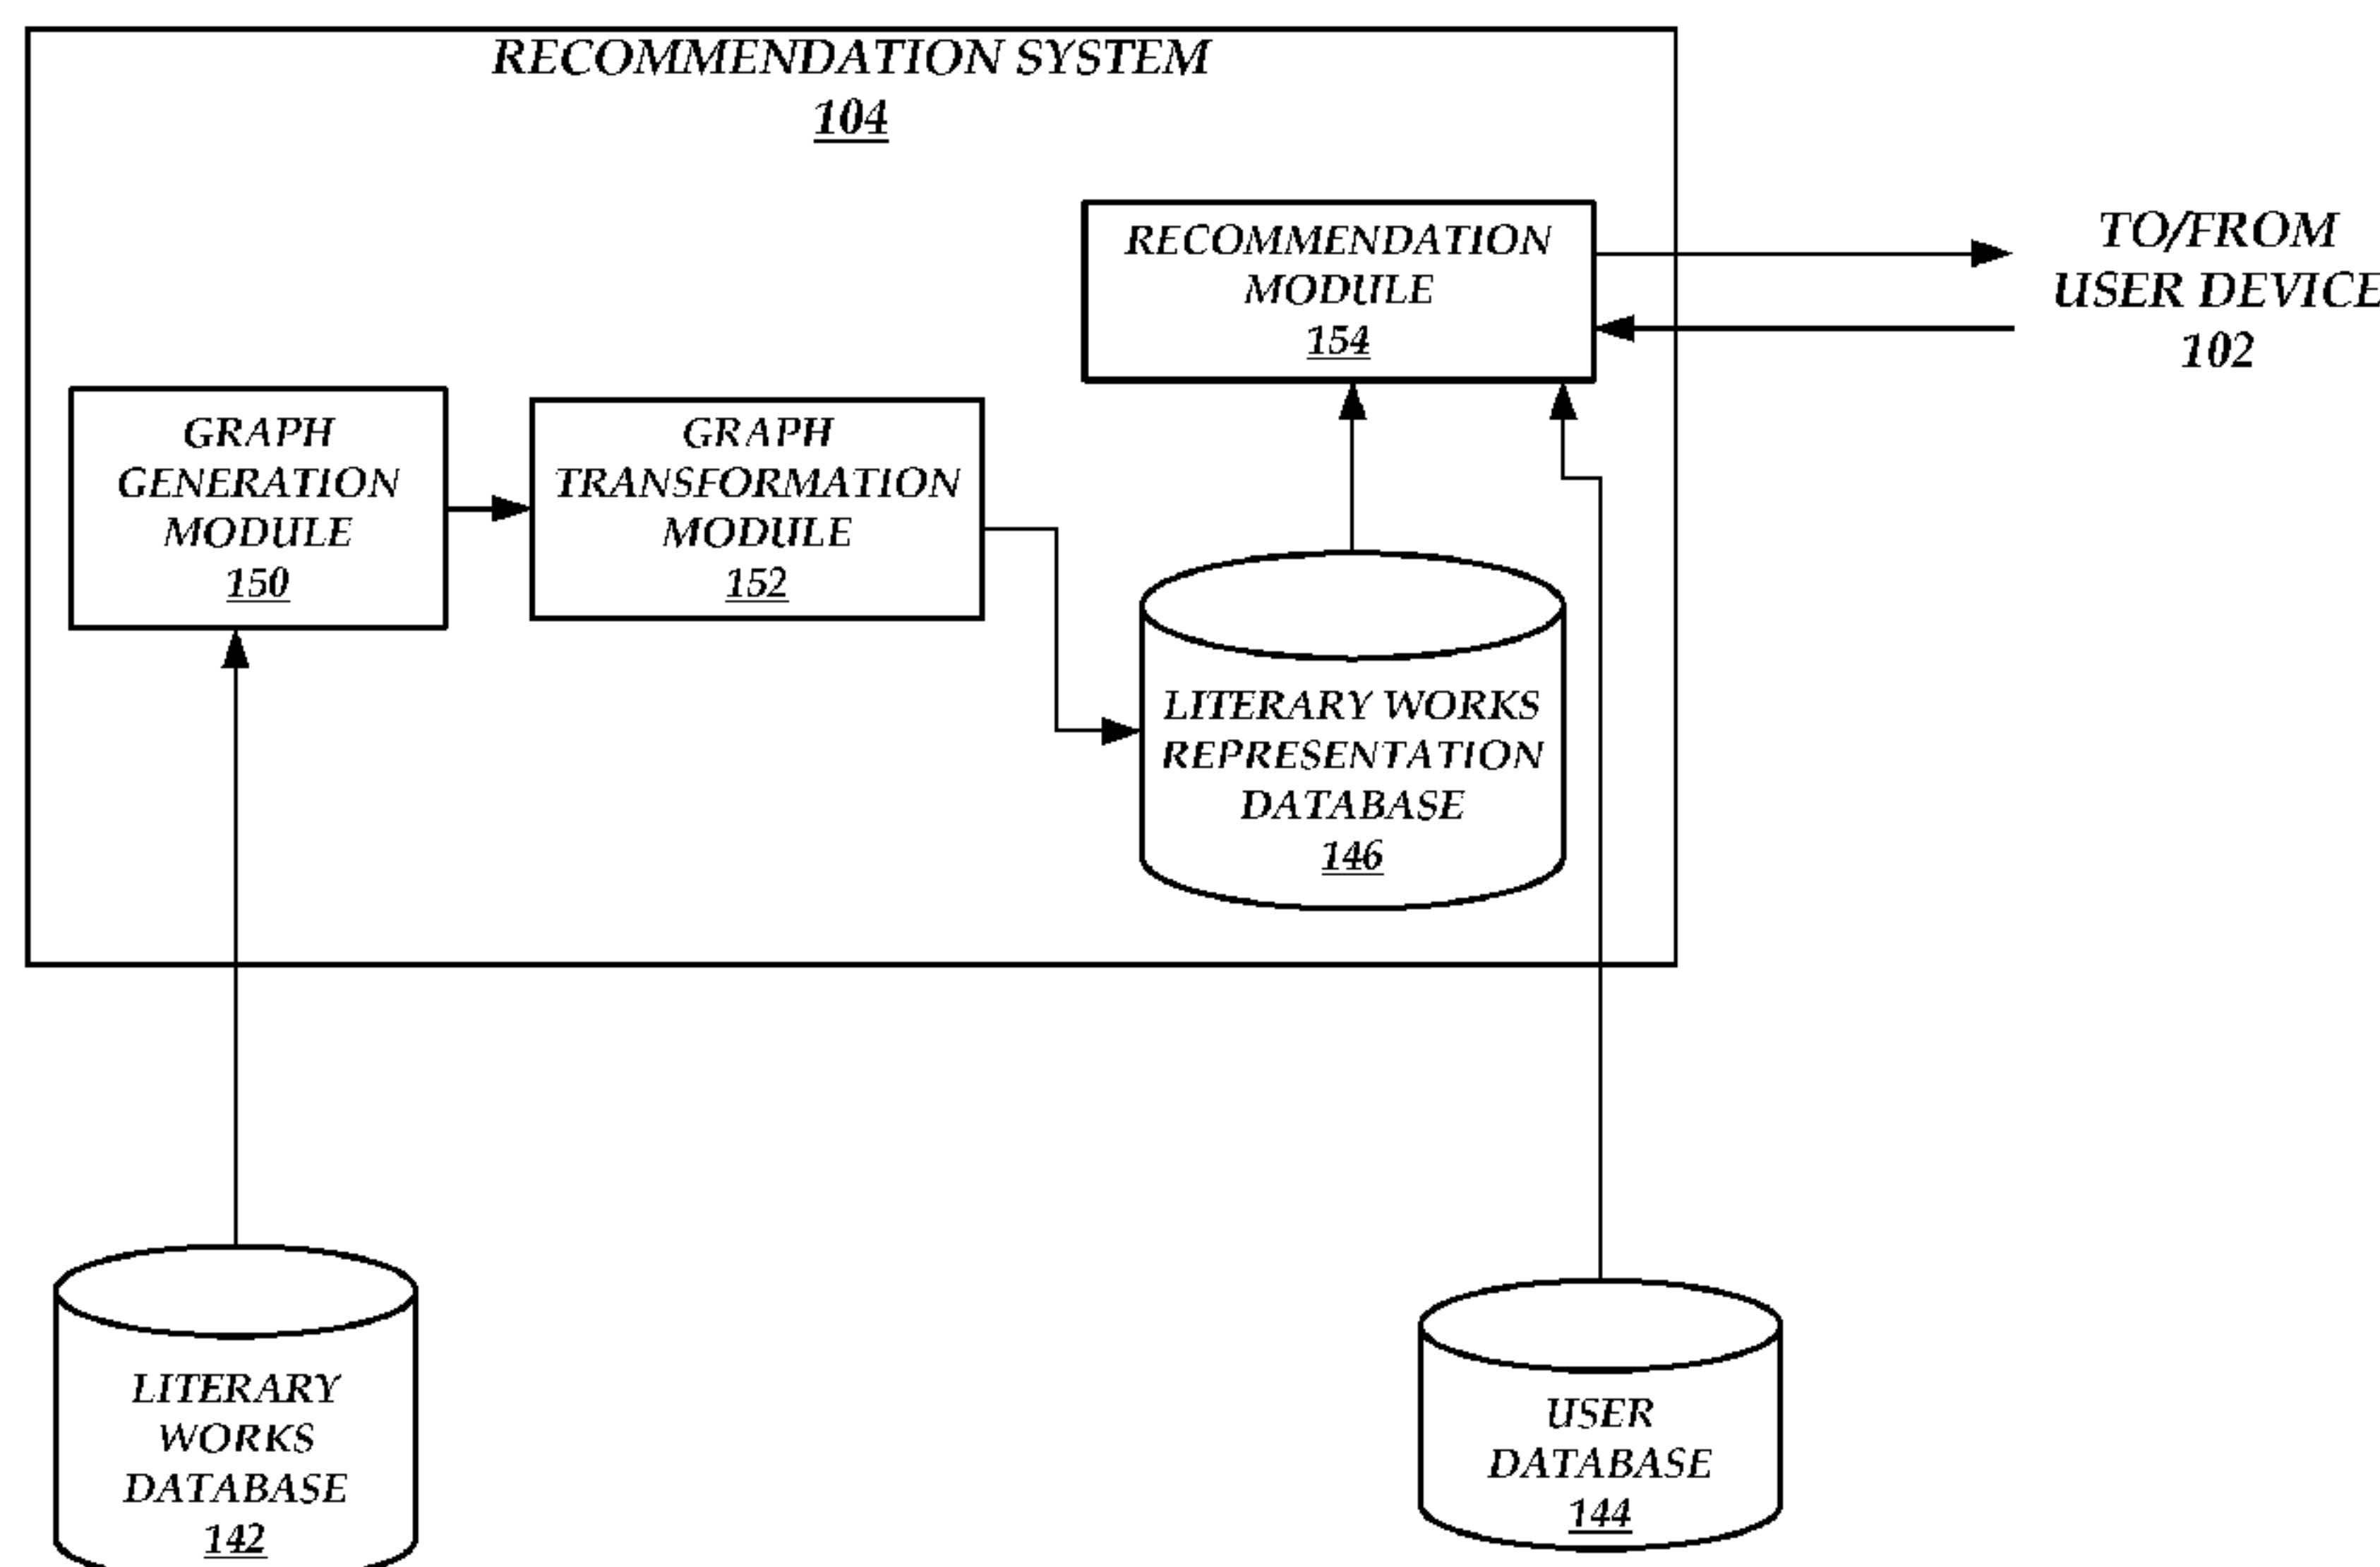 RECOMMENDATION SYSTEM
104
RECOMMENDATION
MODULE
154
TO/FROM
USER DEVICE
102
GRAPH
GENERATION
MODULE
150
GRAPH
TRANSFORMATION
MODULE
152
LITERARY WORKS
REPRESENTATION
DATABASE
146
LITERARY
WORKS
DATABASE
142
USER
DATABASE
144